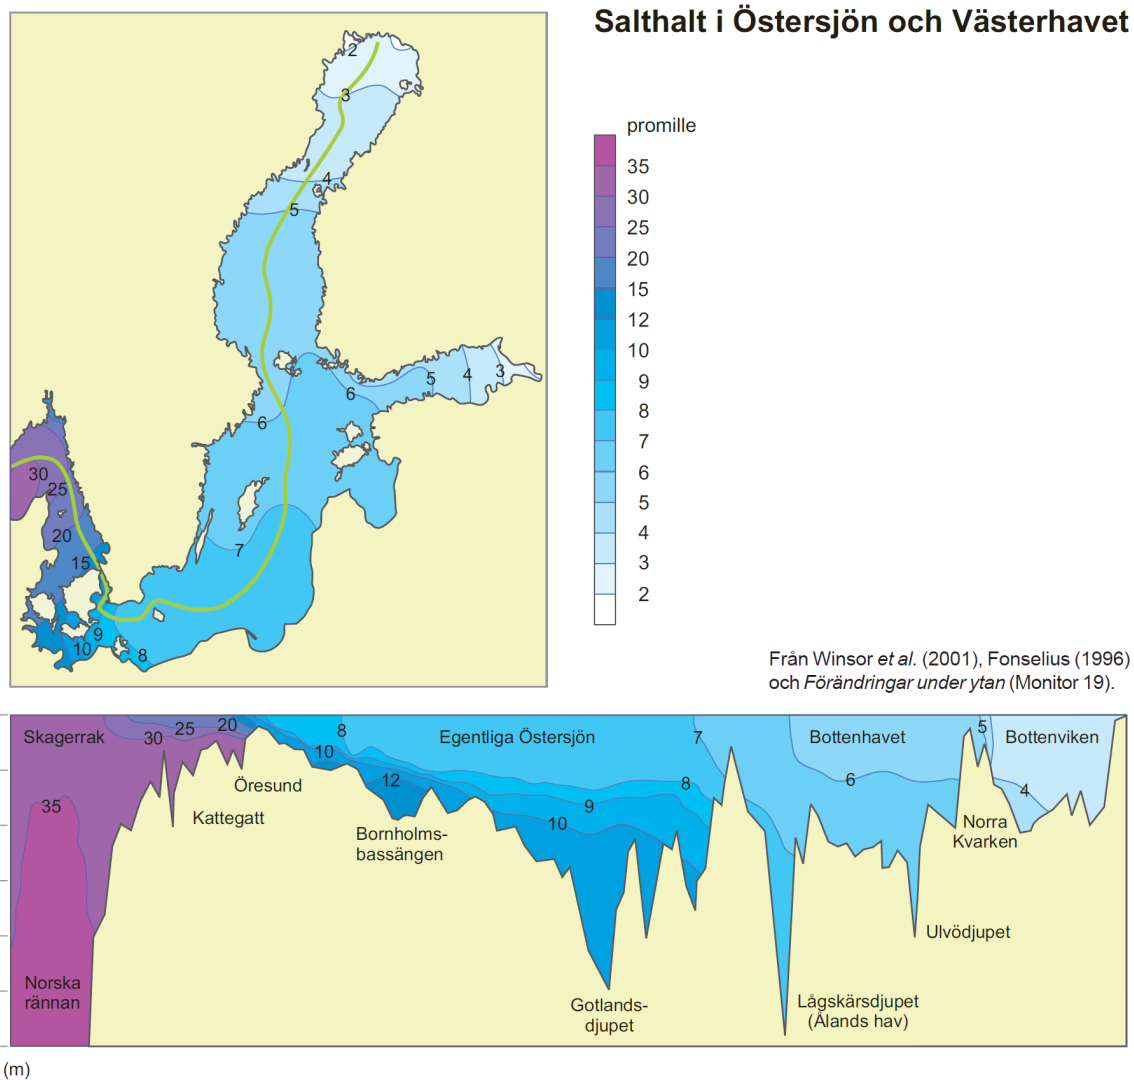 Salthalt i Östersjön och Västerhavet
promille
35
30
25
20
15
12
10
9
8
7
6
5
4
3
2
2
3
4
5
5
4
3
6
6
30
25
20
7
15
9
10
8
Från Winsor et al. (2001), Fonselius (1996)
och Förändringar under ytan (Monitor 19).
Skagerrak
30
25
20
8
Egentliga Östersjön
7
Bottenhavet
5
Bottenviken
10
12
8
6
4
35
Öresund
9
Kattegatt
10
Bornholms-
bassängen
Norra
Kvarken
Ulvödjupet
Norska
rännan
Gotlands-
djupet
Lågskärsdjupet
(Ålands hav)
(m)